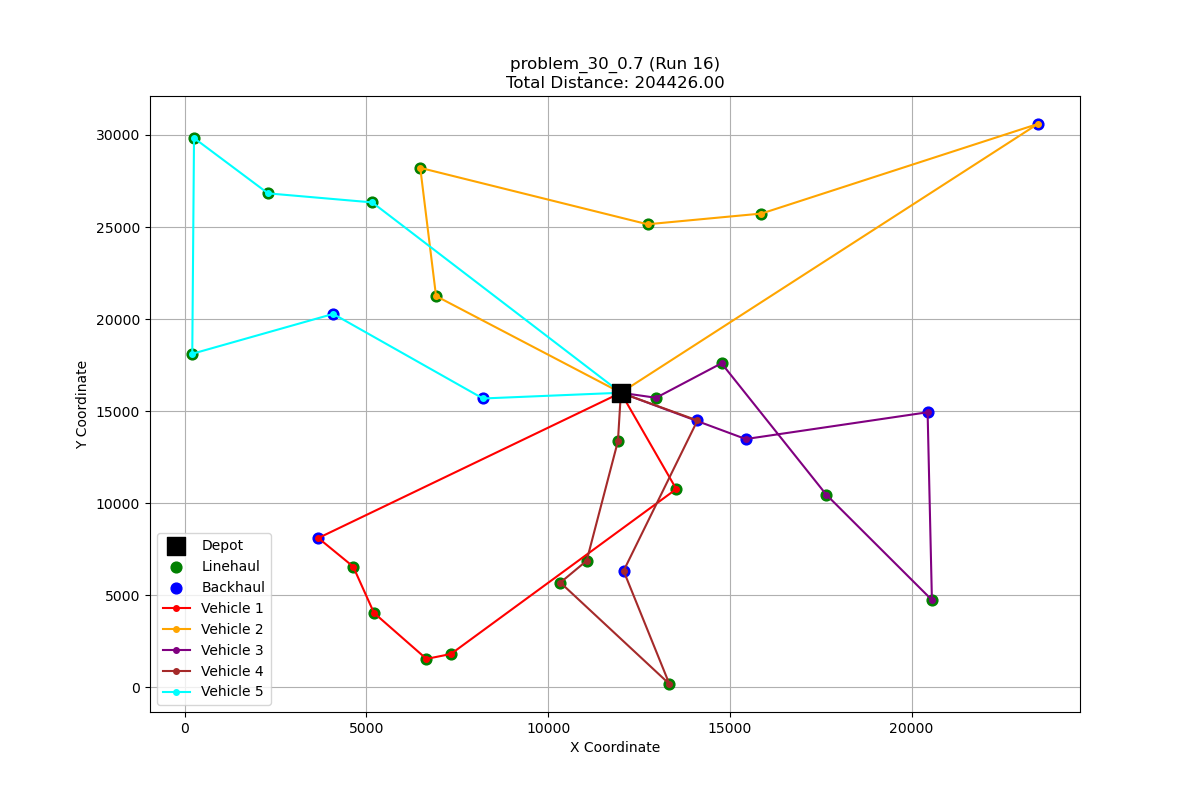 problem_30_0.7 (Run 16)
Total Distance: 204426.00
Y Coordinate
30000
25000
20000
15000
10000
5000
0
Depot
Linehaul
Backhaul
Vehicle 1
Vehicle 2
Vehicle 3
Vehicle 4
Vehicle 5
0 5000 10000 15000 20000
X Coordinate